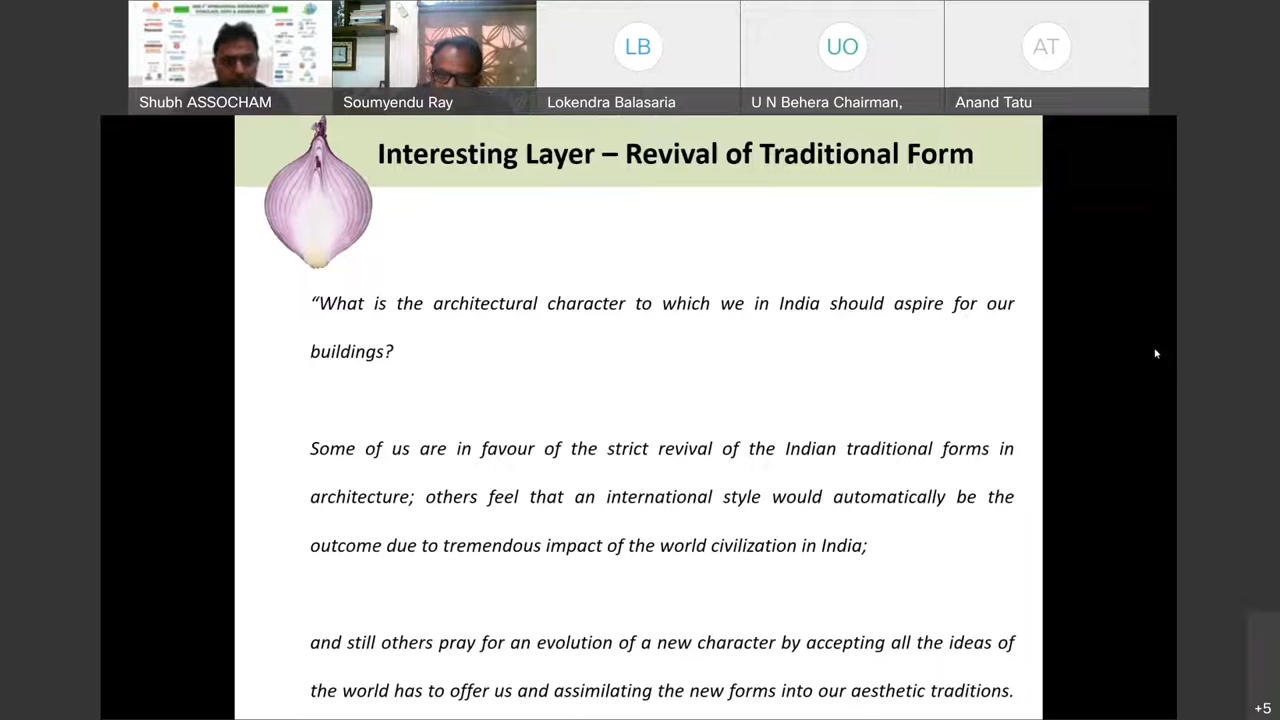 LB
UO
AT
Shubh ASSOCHAM
Soumyendu Ray
Lokendra Balasaria
U N Behera Chairman,
Anand Tatu
Interesting Layer – Revival of Traditional Form
“What is the architectural character to which we in India should aspire for our
buildings?
Some of us are in favour of the strict revival of the Indian traditional forms in
architecture; others feel that an international style would automatically be the
outcome due to tremendous impact of the world civilization in India;
and still others pray for an evolution of a new character by accepting all the ideas of
the world has to offer us and assimilating the new forms into our aesthetic traditions.
+5